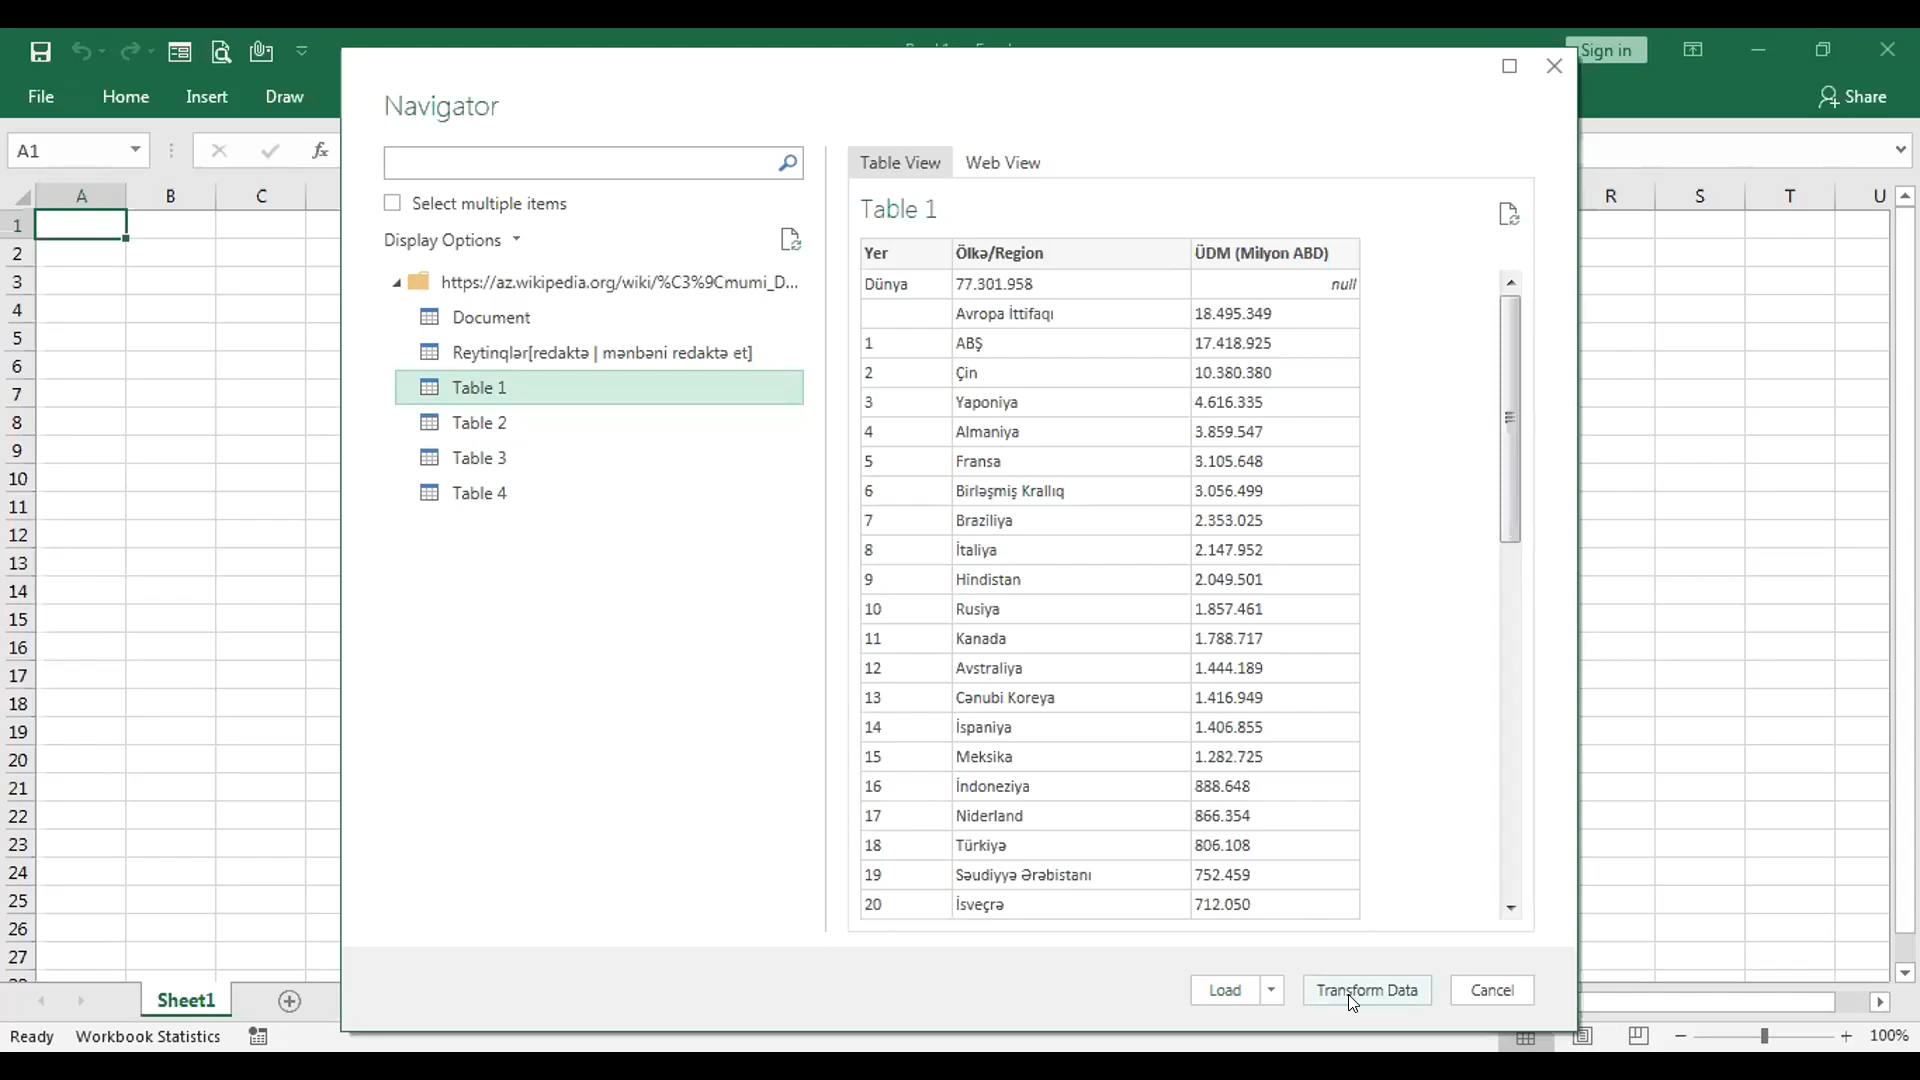 Sign in
File Home Insert Draw
Share
Navigator
A1
fx
Table View Web View
Select multiple items
Table 1
Display Options
A B C R S T U
https://az.wikipedia.org/wiki/%C3%9Cmumi_D...
Document
Reytinqlər[redaktə | mənbəni redaktə et]
Table 1
Table 2
Table 3
Table 4
Yer Ölkə/Region ÜDM (Milyon ABD)
Dünya 77.301.958 null
Avropa İttifaqı 18.495.349
1 ABŞ 17.418.925
2 Çin 10.380.380
3 Yaponiya 4.616.335
4 Almaniya 3.859.547
5 Fransa 3.105.648
6 Birləşmiş Krallıq 3.056.499
7 Braziliya 2.353.025
8 İtaliya 2.147.952
9 Hindistan 2.049.501
10 Rusiya 1.857.461
11 Kanada 1.788.717
12 Avstraliya 1.444.189
13 Cənubi Koreya 1.416.949
14 İspaniya 1.406.855
15 Meksika 1.282.725
16 İndoneziya 888.648
17 Niderland 866.354
18 Türkiyə 806.108
19 Səudiyyə Ərəbistanı 752.459
20 İsveçrə 712.050
1
2
3
4
5
6
7
8
9
10
11
12
13
14
15
16
17
18
19
20
21
22
23
24
25
26
27
Load Transform Data Cancel
Sheet1
Ready Workbook Statistics
100%